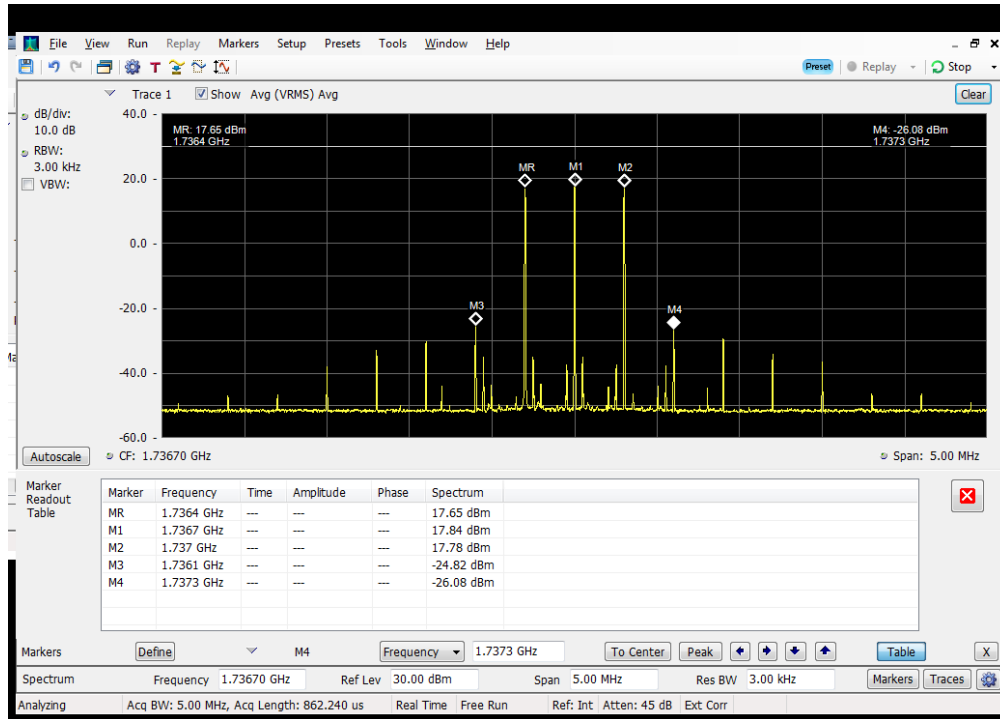 File View Run Replay Markers Setup Presets Tools Window Help
Preset Replay Stop
Trace 1 Show Avg (VRMS) Avg Clear
dB/div:
10.0 dB
RBW:
3.00 kHz
VBW:
40.0
20.0
0.0
-20.0
-40.0
-60.0
MR: 17.65 dBm
1.7364 GHz
M4: -26.08 dBm
1.7373 GHz
MR M1 M2
M3 M4
Autoscale CF: 1.73670 GHz Span: 5.00 MHz
Marker
Readout
Table
Marker Frequency Time Amplitude Phase Spectrum
MR 1.7364 GHz --- --- --- 17.65 dBm
M1 1.7367 GHz --- --- --- 17.84 dBm
M2 1.737 GHz --- --- --- 17.78 dBm
M3 1.7361 GHz --- --- --- -24.82 dBm
M4 1.7373 GHz --- --- --- -26.08 dBm
Markers Define M4 Frequency 1.7373 GHz To Center Peak Table X
Spectrum Frequency 1.73670 GHz Ref Lev 30.00 dBm Span 5.00 MHz Res BW 3.00 kHz Markers Traces
Analyzing Acq BW: 5.00 MHz, Acq Length: 862.240 us Real Time Free Run Ref: Int Atten: 45 dB Ext Corr